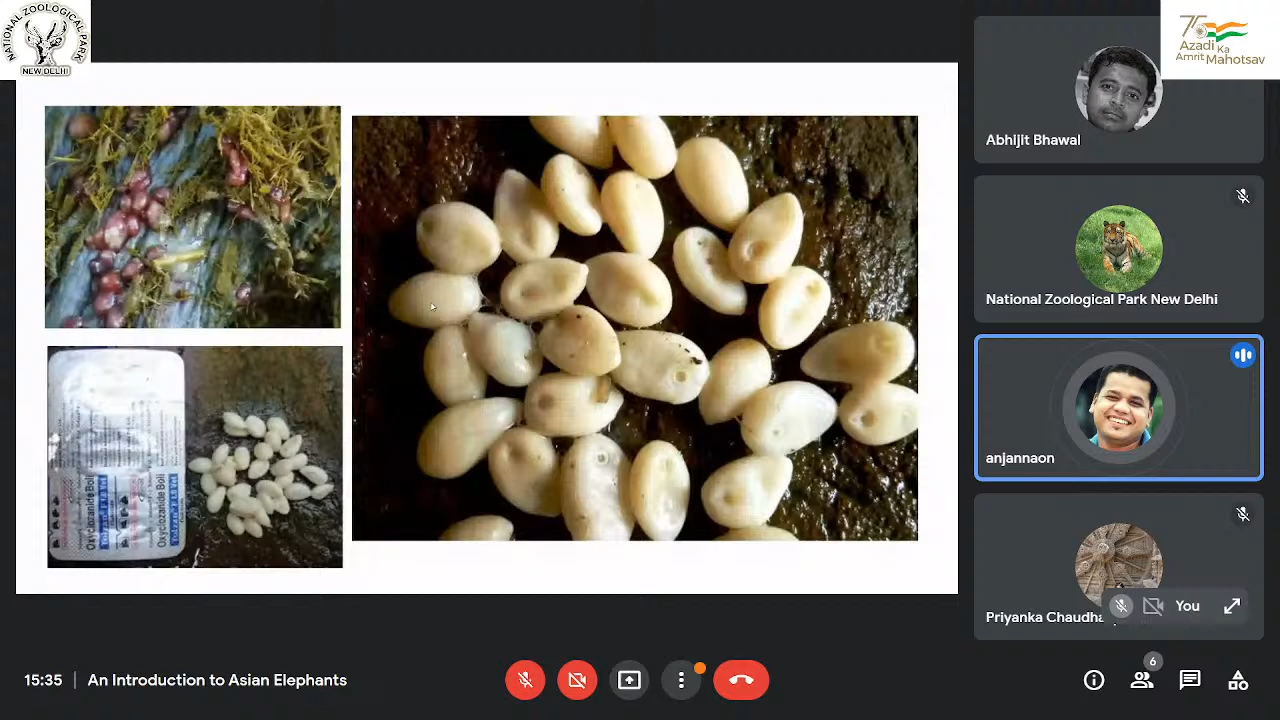 NATIONAL ZOOLOGICAL PARK
NEW DELHI
75
Azadi
Ka
Amrit Mahotsav
Abhijit Bhawal
National Zoological Park New Delhi
anjannaon
Priyanka Chaudha
You
Oxyclozanide Boli
Oxyclozanide Boli
15:35 | An Introduction to Asian Elephants
6